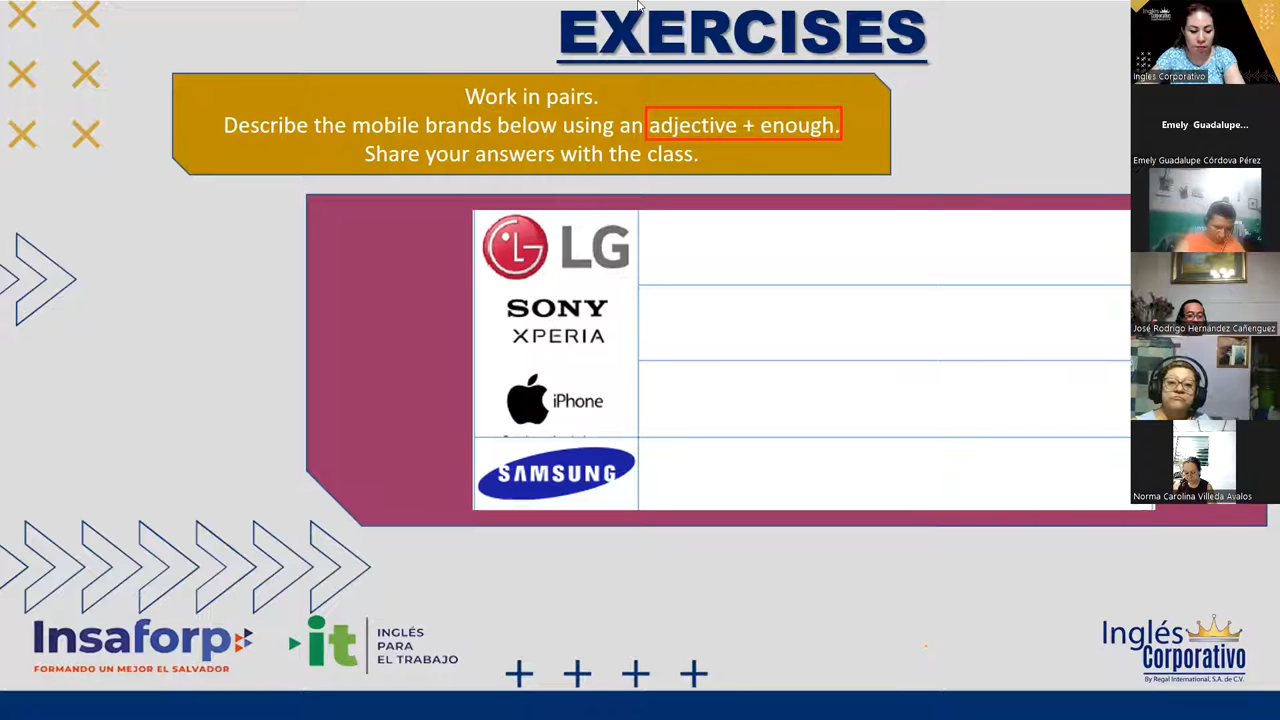 EXERCISES
Work in pairs.
Describe the mobile brands below using an adjective + enough.
Share your answers with the class.
LG
SONY
XPERIA
iPhone
SAMSUNG
Insaforp
FORMANDO UN MEJOR EL SALVADOR
it
INGLÉS
PARA
EL TRABAJO
Inglés
Corporativo
By Regal International, S.A. de C.V.
Inglés
Corporativo
Ingles Corporativo
Emely Guadalupe...
Emely Guadalupe Córdova Pérez
José Rodrigo Hernández Cañenguez
Norma Carolina Villeda Avalos